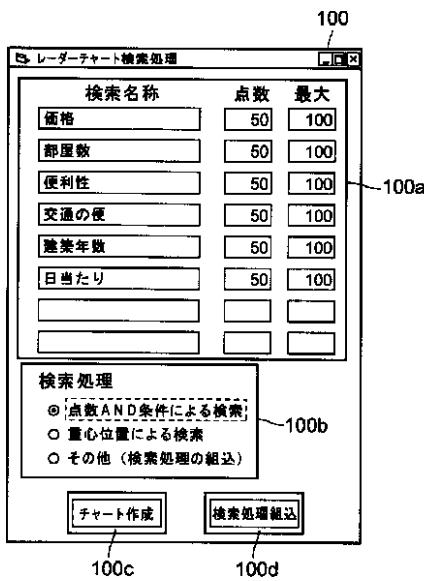 100
レーダーチャート検索処理
検索名称 点数 最大
価格 50 100
部屋数 50 100
便利性 50 100
交通の便 50 100
建築年数 50 100
日当たり 50 100
100a
検索処理
点数AND条件による検索
重心位置による検索
その他（検索処理の組込）
100b
チャート作成 検索処理組込
100c 100d